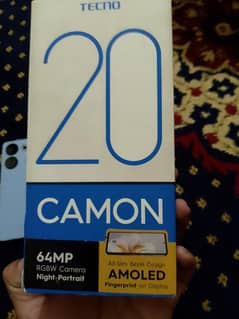 TECNO
20
CAMON
64MP
RGBW Camera
Night-Portrait
AMOLED
Fingerprint on Display